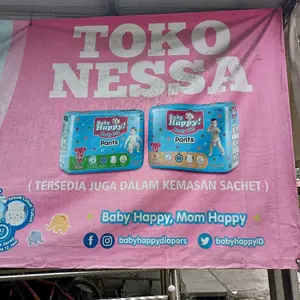 TOKO
NESSA
Baby
Happy!
Pants
Baby
Happy!
Pants
( TERSEDIA JUGA DALAM KEMASAN SACHET )
Baby Happy, Mom Happy
babyhappydiapers
babyhappyID